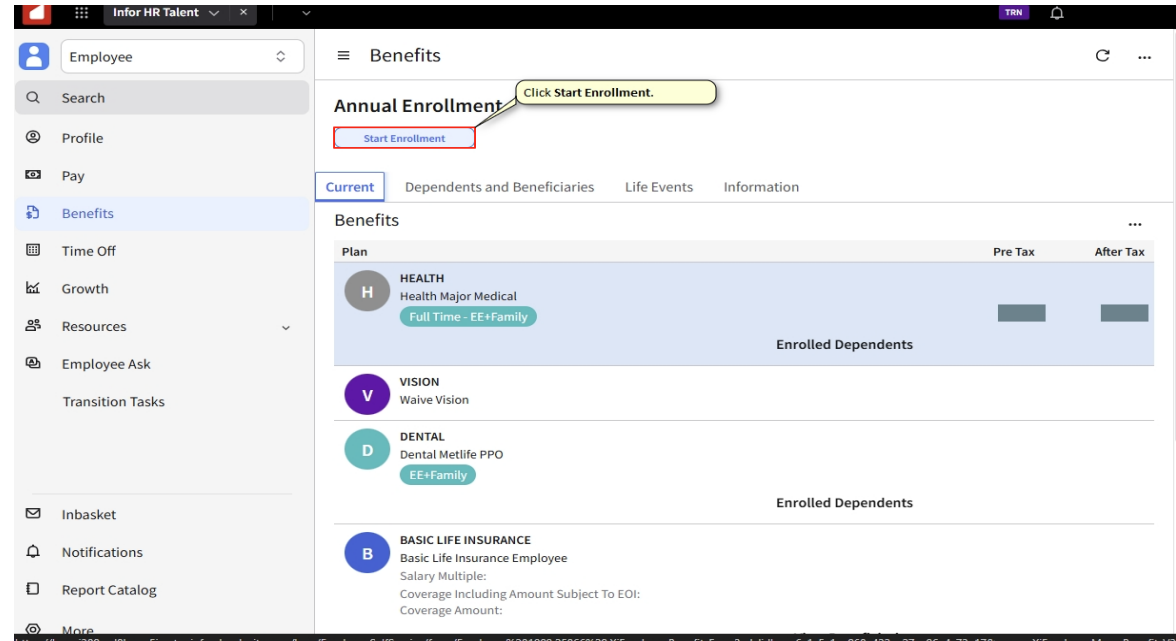 Infor HR Talent
TRN
Employee
Benefits
Search
Annual Enrollment
Click Start Enrollment.
Start Enrollment
Profile
Pay
Current Dependents and Beneficiaries Life Events Information
Benefits
Benefits
Time Off
Plan Pre Tax After Tax
H
HEALTH
Health Major Medical
Full Time - EE+Family
Enrolled Dependents
Growth
Resources
Employee Ask
Transition Tasks
V
VISION
Waive Vision
D
DENTAL
Dental Metlife PPO
EE+Family
Enrolled Dependents
Inbasket
Notifications
Report Catalog
More
B
BASIC LIFE INSURANCE
Basic Life Insurance Employee
Salary Multiple:
Coverage Including Amount Subject To EOI:
Coverage Amount: